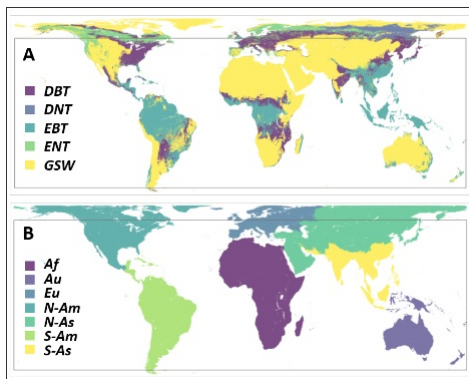 A
DBT
DNT
EBT
ENT
GSW
B
Af
Au
Eu
N-Am
N-As
S-Am
S-As